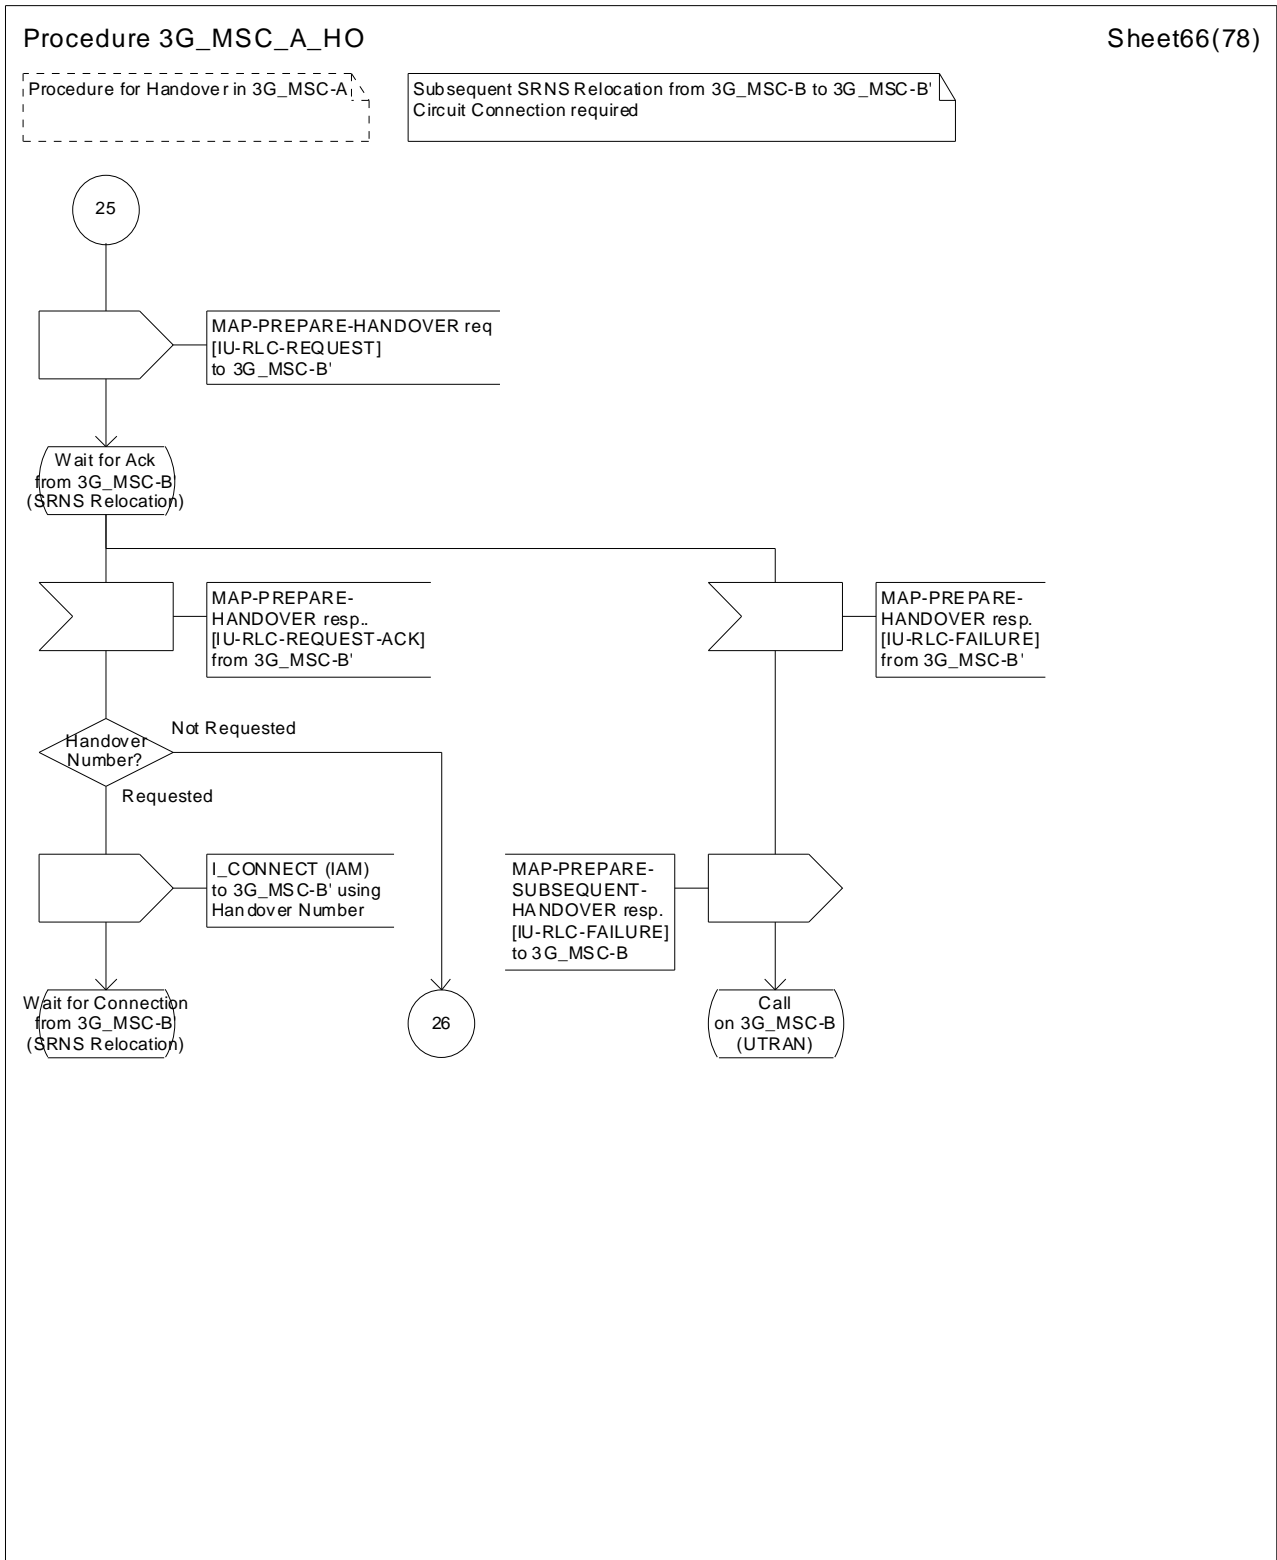 Procedure 3G_MSC_A_HO
Sheet66(78)
Procedure for Handover in 3G_MSC-A
Subsequent SRNS Relocation from 3G_MSC-B to 3G_MSC-B'
Circuit Connection required
25
MAP-PREPARE-HANDOVER req
[IU-RLC-REQUEST]
to 3G_MSC-B'
Wait for Ack
from 3G_MSC-B'
(SRNS Relocation)
MAP-PREPARE-
HANDOVER resp..
[IU-RLC-REQUEST-ACK]
from 3G_MSC-B'
MAP-PREPARE-
HANDOVER resp.
[IU-RLC-FAILURE]
from 3G_MSC-B'
Handover
Number?
Not Requested
Requested
I_CONNECT (IAM)
to 3G_MSC-B' using
Handover Number
MAP-PREPARE-
SUBSEQUENT-
HANDOVER resp.
[IU-RLC-FAILURE]
to 3G_MSC-B
Wait for Connection
from 3G_MSC-B'
(SRNS Relocation)
26
Call
on 3G_MSC-B
(UTRAN)